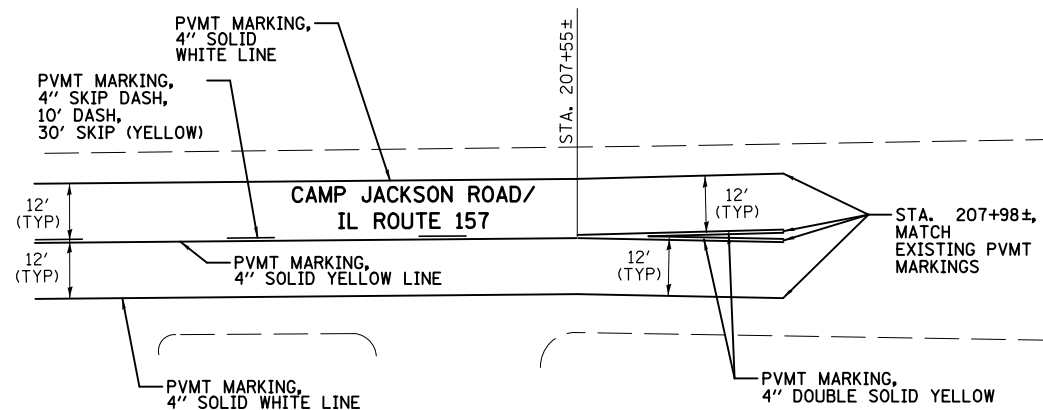 PVMT MARKING,
4" SOLID
WHITE LINE
PVMT MARKING,
4" SKIP DASH,
10' DASH,
30' SKIP (YELLOW)
STA. 207+55±
CAMP JACKSON ROAD/
IL ROUTE 157
12'
(TYP)
12'
(TYP)
12'
(TYP)
12'
(TYP)
STA. 207+98±,
MATCH
EXISTING PVMT
MARKINGS
PVMT MARKING,
4" SOLID YELLOW LINE
PVMT MARKING,
4" SOLID WHITE LINE
PVMT MARKING,
4" DOUBLE SOLID YELLOW